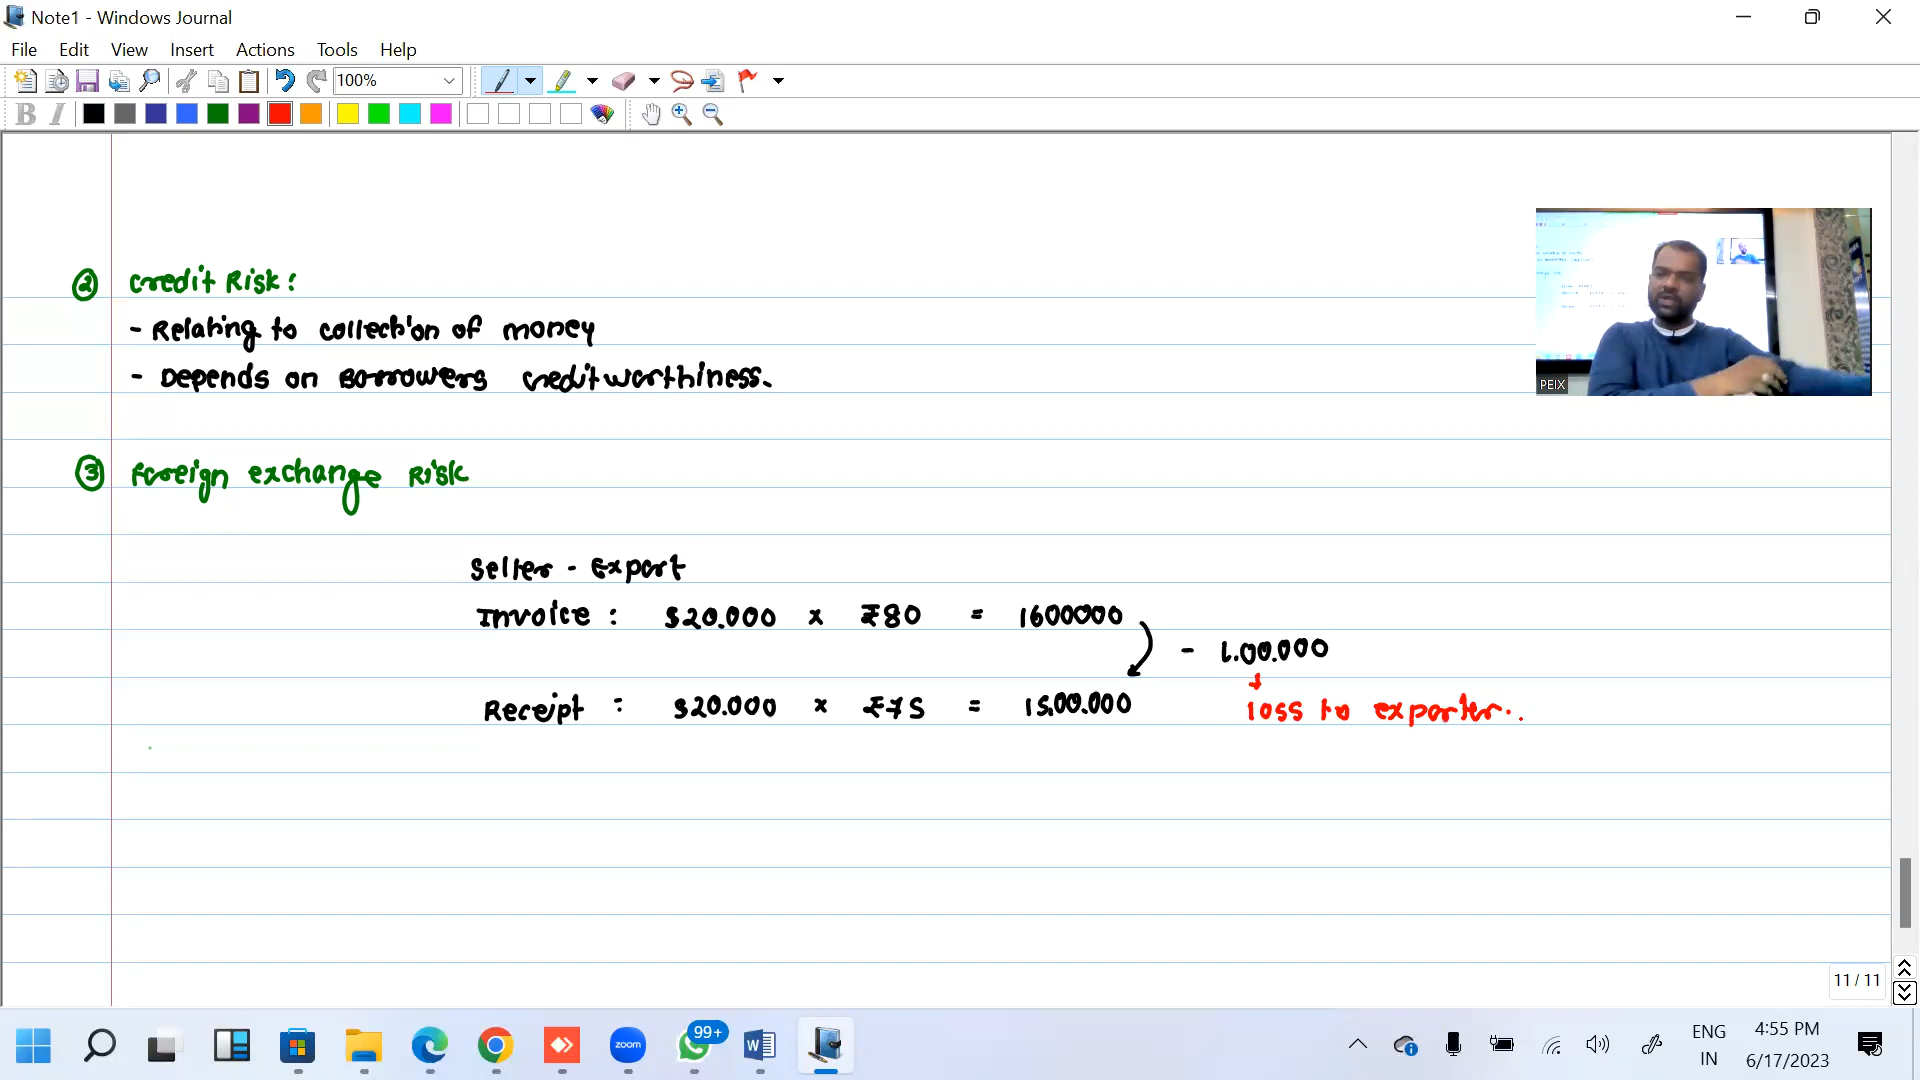 Note1 - Windows Journal
File Edit View Insert Actions Tools Help
100%
B I
② Credit Risk:
- Relating to collection of money
- Depends on Borrowers creditworthiness.
③ Foreign exchange Risk
Seller - Export
Invoice : $20.000 x ₹80 = 1600000
- 1.00.000
Receipt : $20.000 x ₹75 = 15.00.000
loss to exporter..
PEIX
11 / 11
99+
zoom
ENG
IN
4:55 PM
6/17/2023